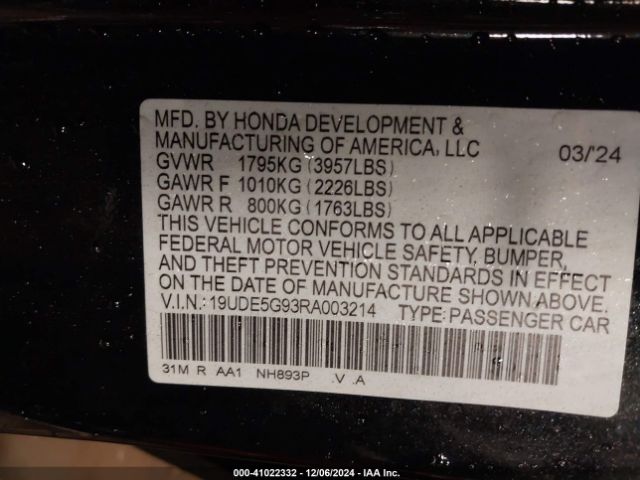 MFD. BY HONDA DEVELOPMENT &
MANUFACTURING OF AMERICA, LLC 03/'24
GVWR 1795KG (3957LBS)
GAWR F 1010KG (2226LBS)
GAWR R 800KG (1763LBS)
THIS VEHICLE CONFORMS TO ALL APPLICABLE
FEDERAL MOTOR VEHICLE SAFETY, BUMPER,
AND THEFT PREVENTION STANDARDS IN EFFECT
ON THE DATE OF MANUFACTURE SHOWN ABOVE.
V.I.N.: 19UDE5G93RA003214 TYPE: PASSENGER CAR
31M R AA1 NH893P .V .A
000-41022332 - 12/06/2024 - IAA Inc.